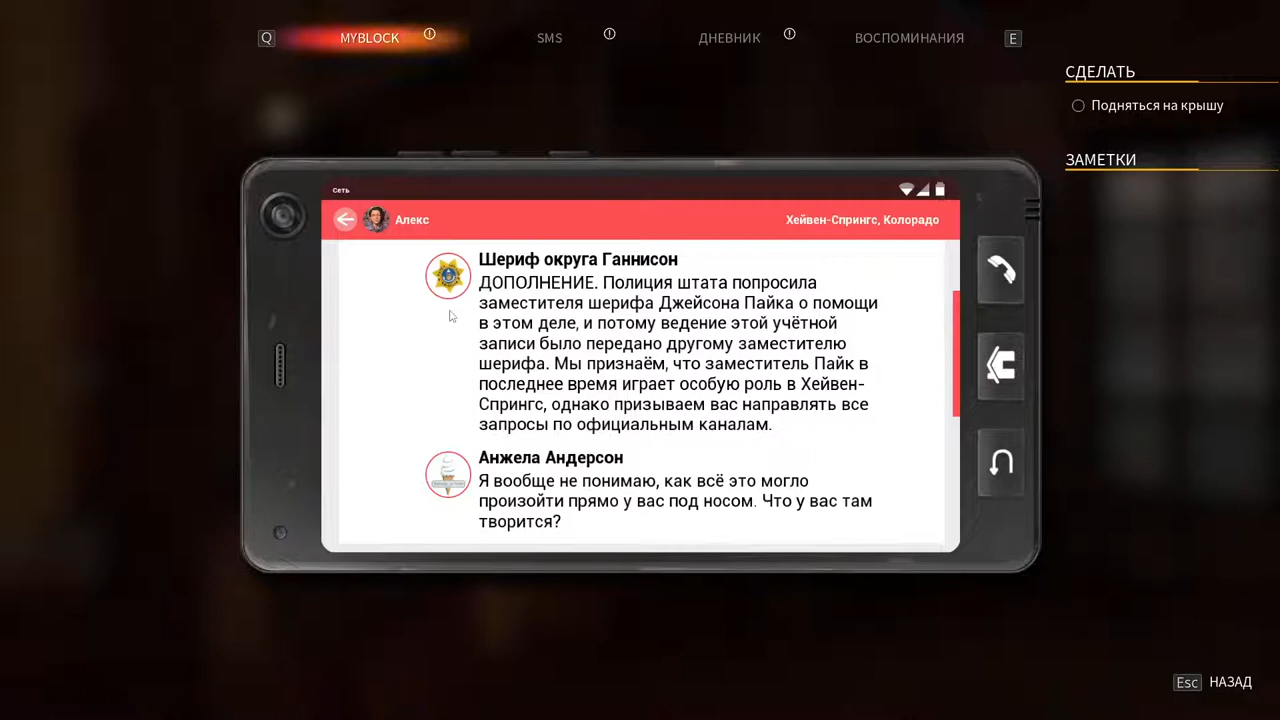 Q
MYBLOCK
SMS
ДНЕВНИК
ВОСПОМИНАНИЯ
E
СДЕЛАТЬ
Подняться на крышу
ЗАМЕТКИ
Сеть
Алекс
Хейвен-Спрингс, Колорадо
Шериф округа Ганнисон
ДОПОЛНЕНИЕ. Полиция штата попросила
заместителя шерифа Джейсона Пайка о помощи
в этом деле, и потому ведение этой учётной
записи было передано другому заместителю
шерифа. Мы признаём, что заместитель Пайк в
последнее время играет особую роль в Хейвен-
Спрингс, однако призываем вас направлять все
запросы по официальным каналам.
Анжела Андерсон
Я вообще не понимаю, как всё это могло
произойти прямо у вас под носом. Что у вас там
творится?
Esc НАЗАД